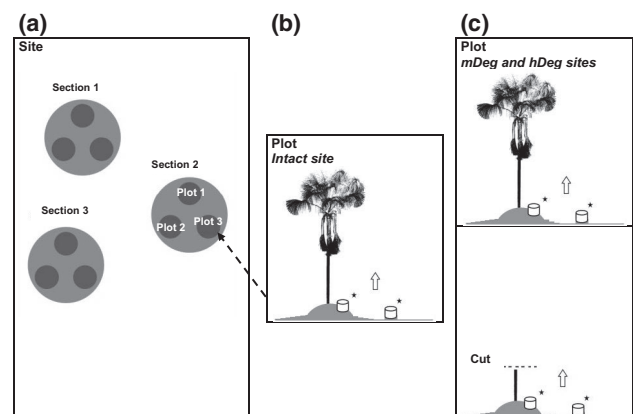 (a)
Site
Section 1
Section 2
Plot 1
Plot 2
Plot 3
Section 3
(b)
Plot
Intact site
(c)
Plot
mDeg and hDeg sites
Cut